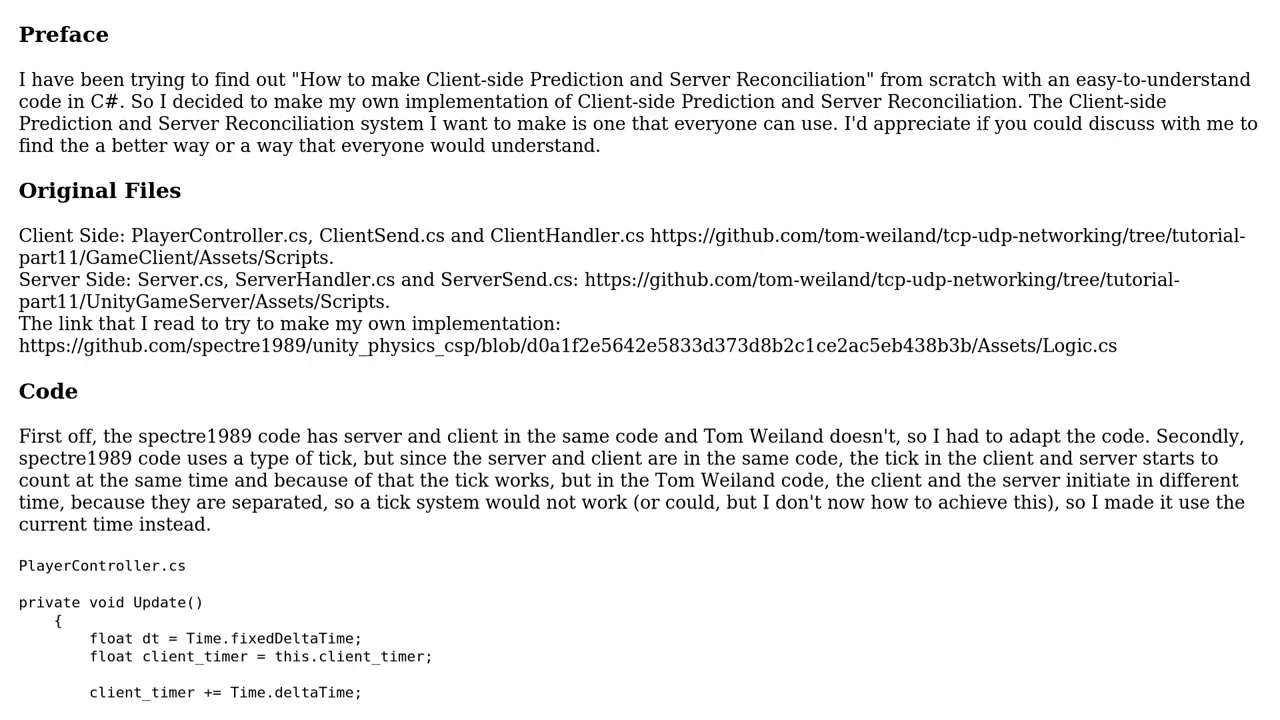 Preface
I have been trying to find out "How to make Client-side Prediction and Server Reconciliation" from scratch with an easy-to-understand
code in C#. So I decided to make my own implementation of Client-side Prediction and Server Reconciliation. The Client-side
Prediction and Server Reconciliation system I want to make is one that everyone can use. I'd appreciate if you could discuss with me to
find the a better way or a way that everyone would understand.
Original Files
Client Side: PlayerController.cs, ClientSend.cs and ClientHandler.cs https://github.com/tom-weiland/tcp-udp-networking/tree/tutorial-
part11/GameClient/Assets/Scripts.
Server Side: Server.cs, ServerHandler.cs and ServerSend.cs: https://github.com/tom-weiland/tcp-udp-networking/tree/tutorial-
part11/UnityGameServer/Assets/Scripts.
The link that I read to try to make my own implementation:
https://github.com/spectre1989/unity_physics_csp/blob/d0a1f2e5642e5833d373d8b2c1ce2ac5eb438b3b/Assets/Logic.cs
Code
First off, the spectre1989 code has server and client in the same code and Tom Weiland doesn't, so I had to adapt the code. Secondly,
spectre1989 code uses a type of tick, but since the server and client are in the same code, the tick in the client and server starts to
count at the same time and because of that the tick works, but in the Tom Weiland code, the client and the server initiate in different
time, because they are separated, so a tick system would not work (or could, but I don't now how to achieve this), so I made it use the
current time instead.
PlayerController.cs
private void Update()
    {
        float dt = Time.fixedDeltaTime;
        float client_timer = this.client_timer;
        client_timer += Time.deltaTime;